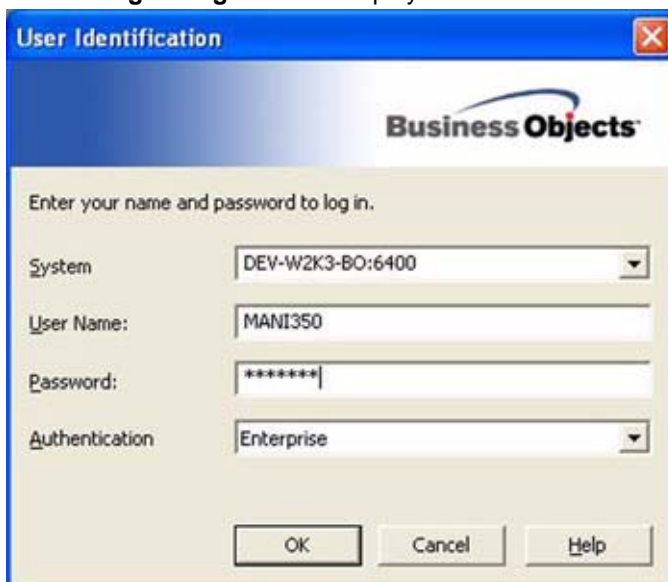 User Identification
Business Objects
Enter your name and password to log in.
System
DEV-W2K3-BO:6400
User Name:
MANI350
Password:
*******
Authentication
Enterprise
OK
Cancel
Help